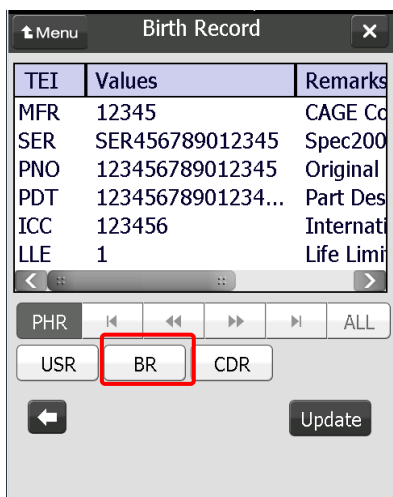 Menu Birth Record
TEI Values Remarks
MFR 12345 CAGE Co
SER SER456789012345 Spec200
PNO 123456789012345 Original
PDT 12345678901234... Part Des
ICC 123456 Internati
LLE 1 Life Limi
PHR ALL
USR BR CDR
Update